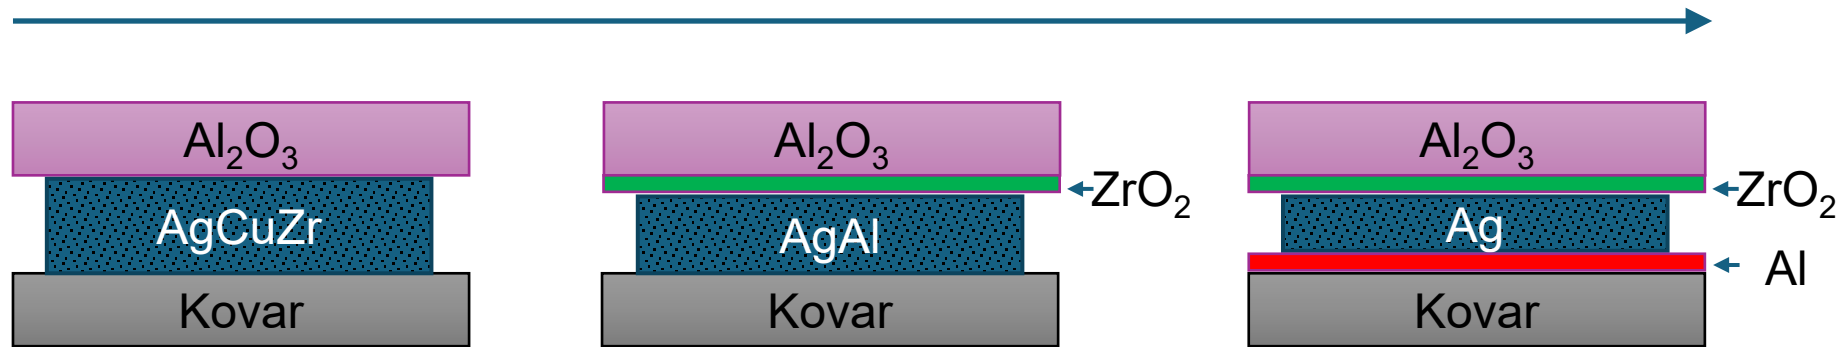 Al₂O₃
AgCuZr
Kovar
Al₂O₃
ZrO₂
AgAl
Kovar
Al₂O₃
ZrO₂
Ag
Al
Kovar